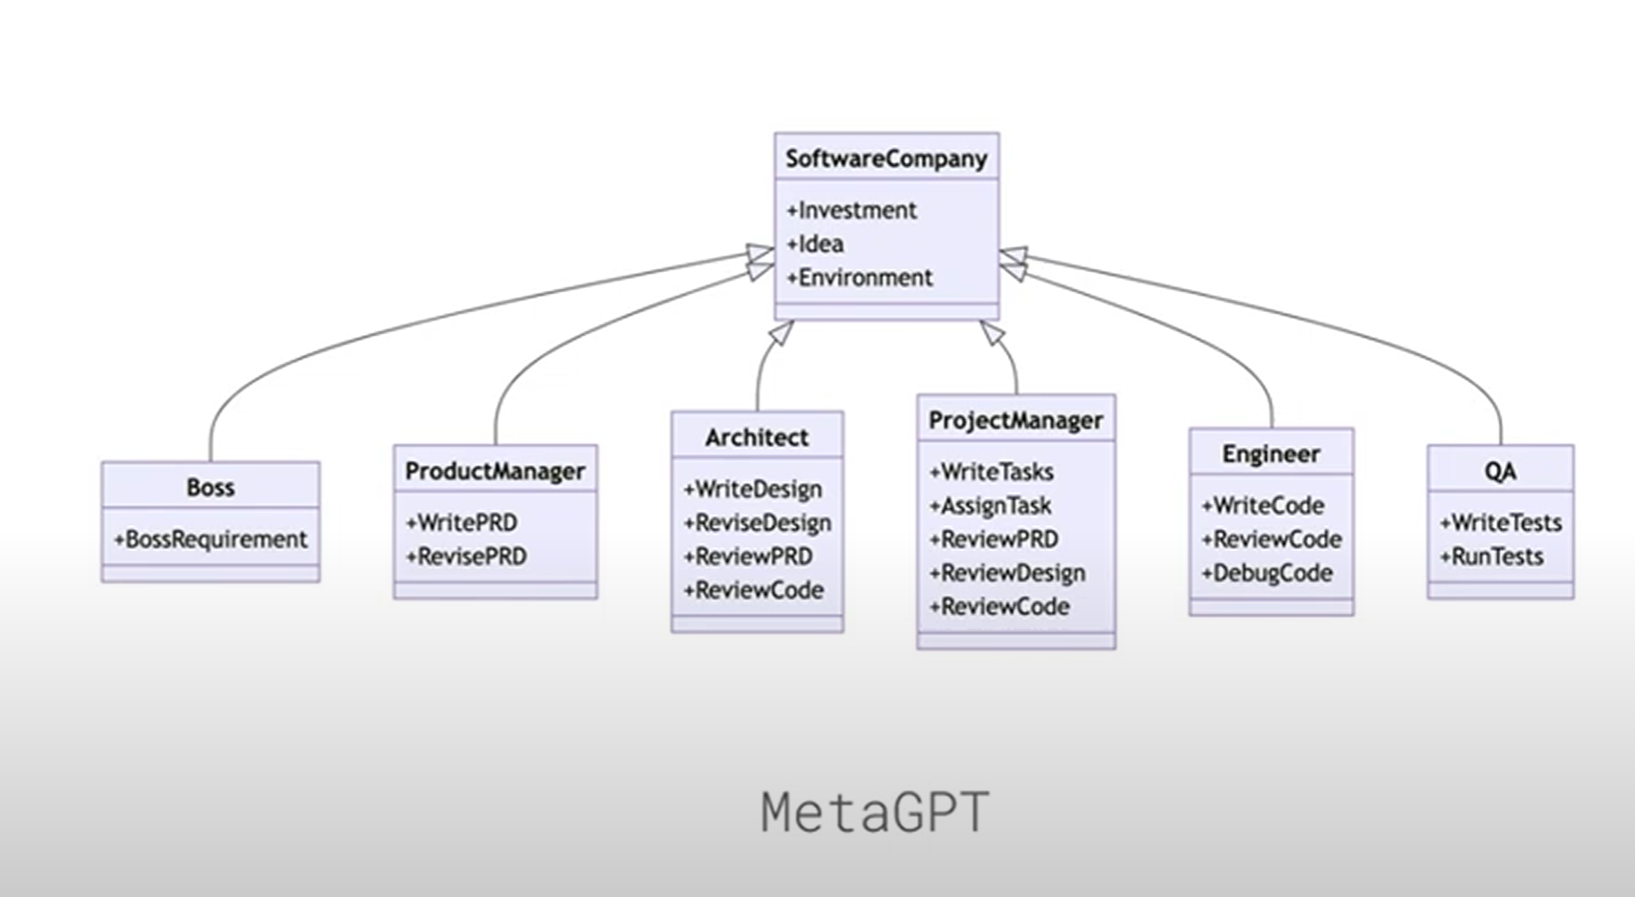 SoftwareCompany
+Investment
+Idea
+Environment
Boss
+BossRequirement
ProductManager
+WritePRD
+RevisePRD
Architect
+WriteDesign
+ReviseDesign
+ReviewPRD
+ReviewCode
ProjectManager
+WriteTasks
+AssignTask
+ReviewPRD
+ReviewDesign
+ReviewCode
Engineer
+WriteCode
+ReviewCode
+DebugCode
QA
+WriteTests
+RunTests
MetaGPT